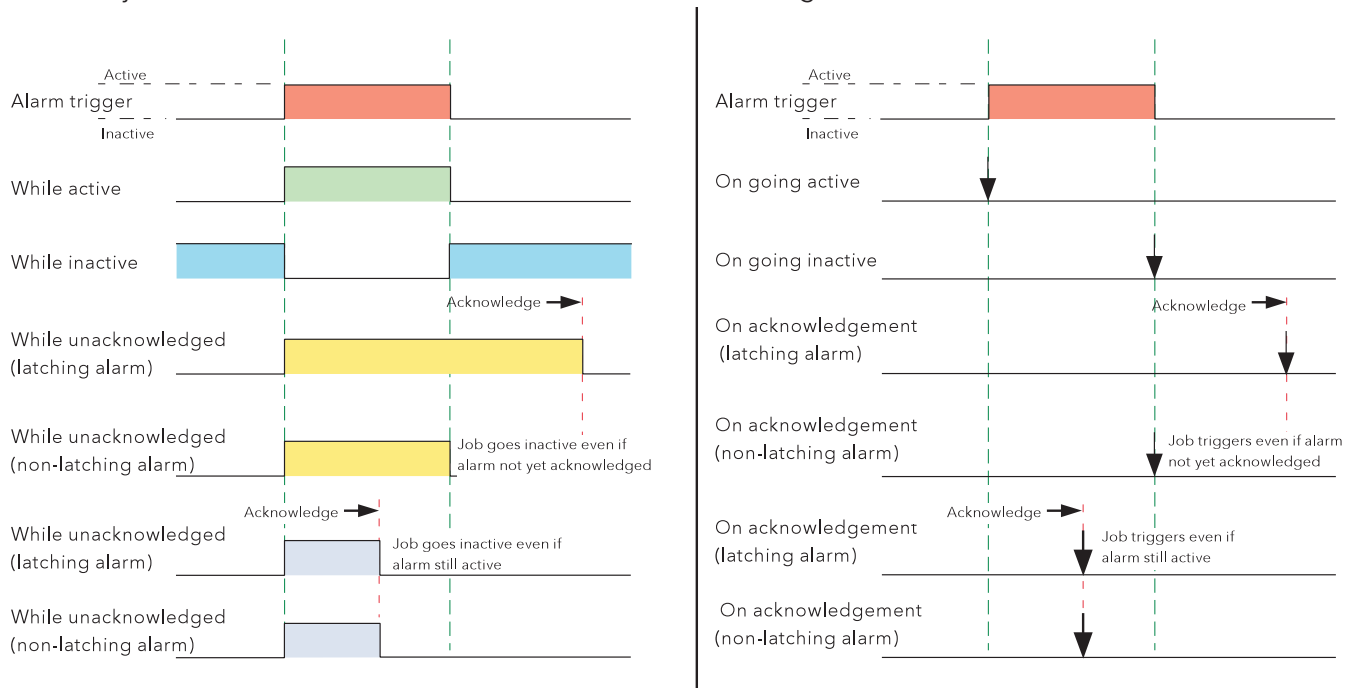 Active
Alarm trigger
Inactive
While active
While inactive
Acknowledge
While unacknowledged
(latching alarm)
While unacknowledged
(non-latching alarm)
Job goes inactive even if
alarm not yet acknowledged
Acknowledge
While unacknowledged
(latching alarm)
Job goes inactive even if
alarm still active
While unacknowledged
(non-latching alarm)
Active
Alarm trigger
Inactive
On going active
On going inactive
Acknowledge
On acknowledgement
(latching alarm)
On acknowledgement
(non-latching alarm)
Job triggers even if alarm
not yet acknowledged
Acknowledge
On acknowledgement
(latching alarm)
Job triggers even if
alarm still active
On acknowledgement
(non-latching alarm)